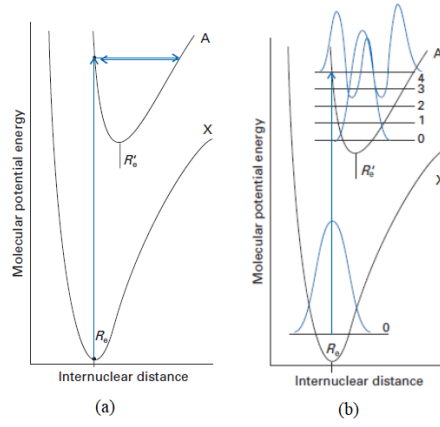 Molecular potential energy
A
X
R'e
Re
Internuclear distance
(a)
Molecular potential energy
A
4
3
2
1
0
X
R'e
0
Re
Internuclear distance
(b)